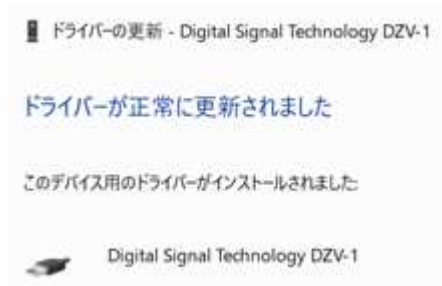 ドライバーの更新 - Digital Signal Technology DZV-1
ドライバーが正常に更新されました
このデバイス用のドライバーがインストールされました:
Digital Signal Technology DZV-1